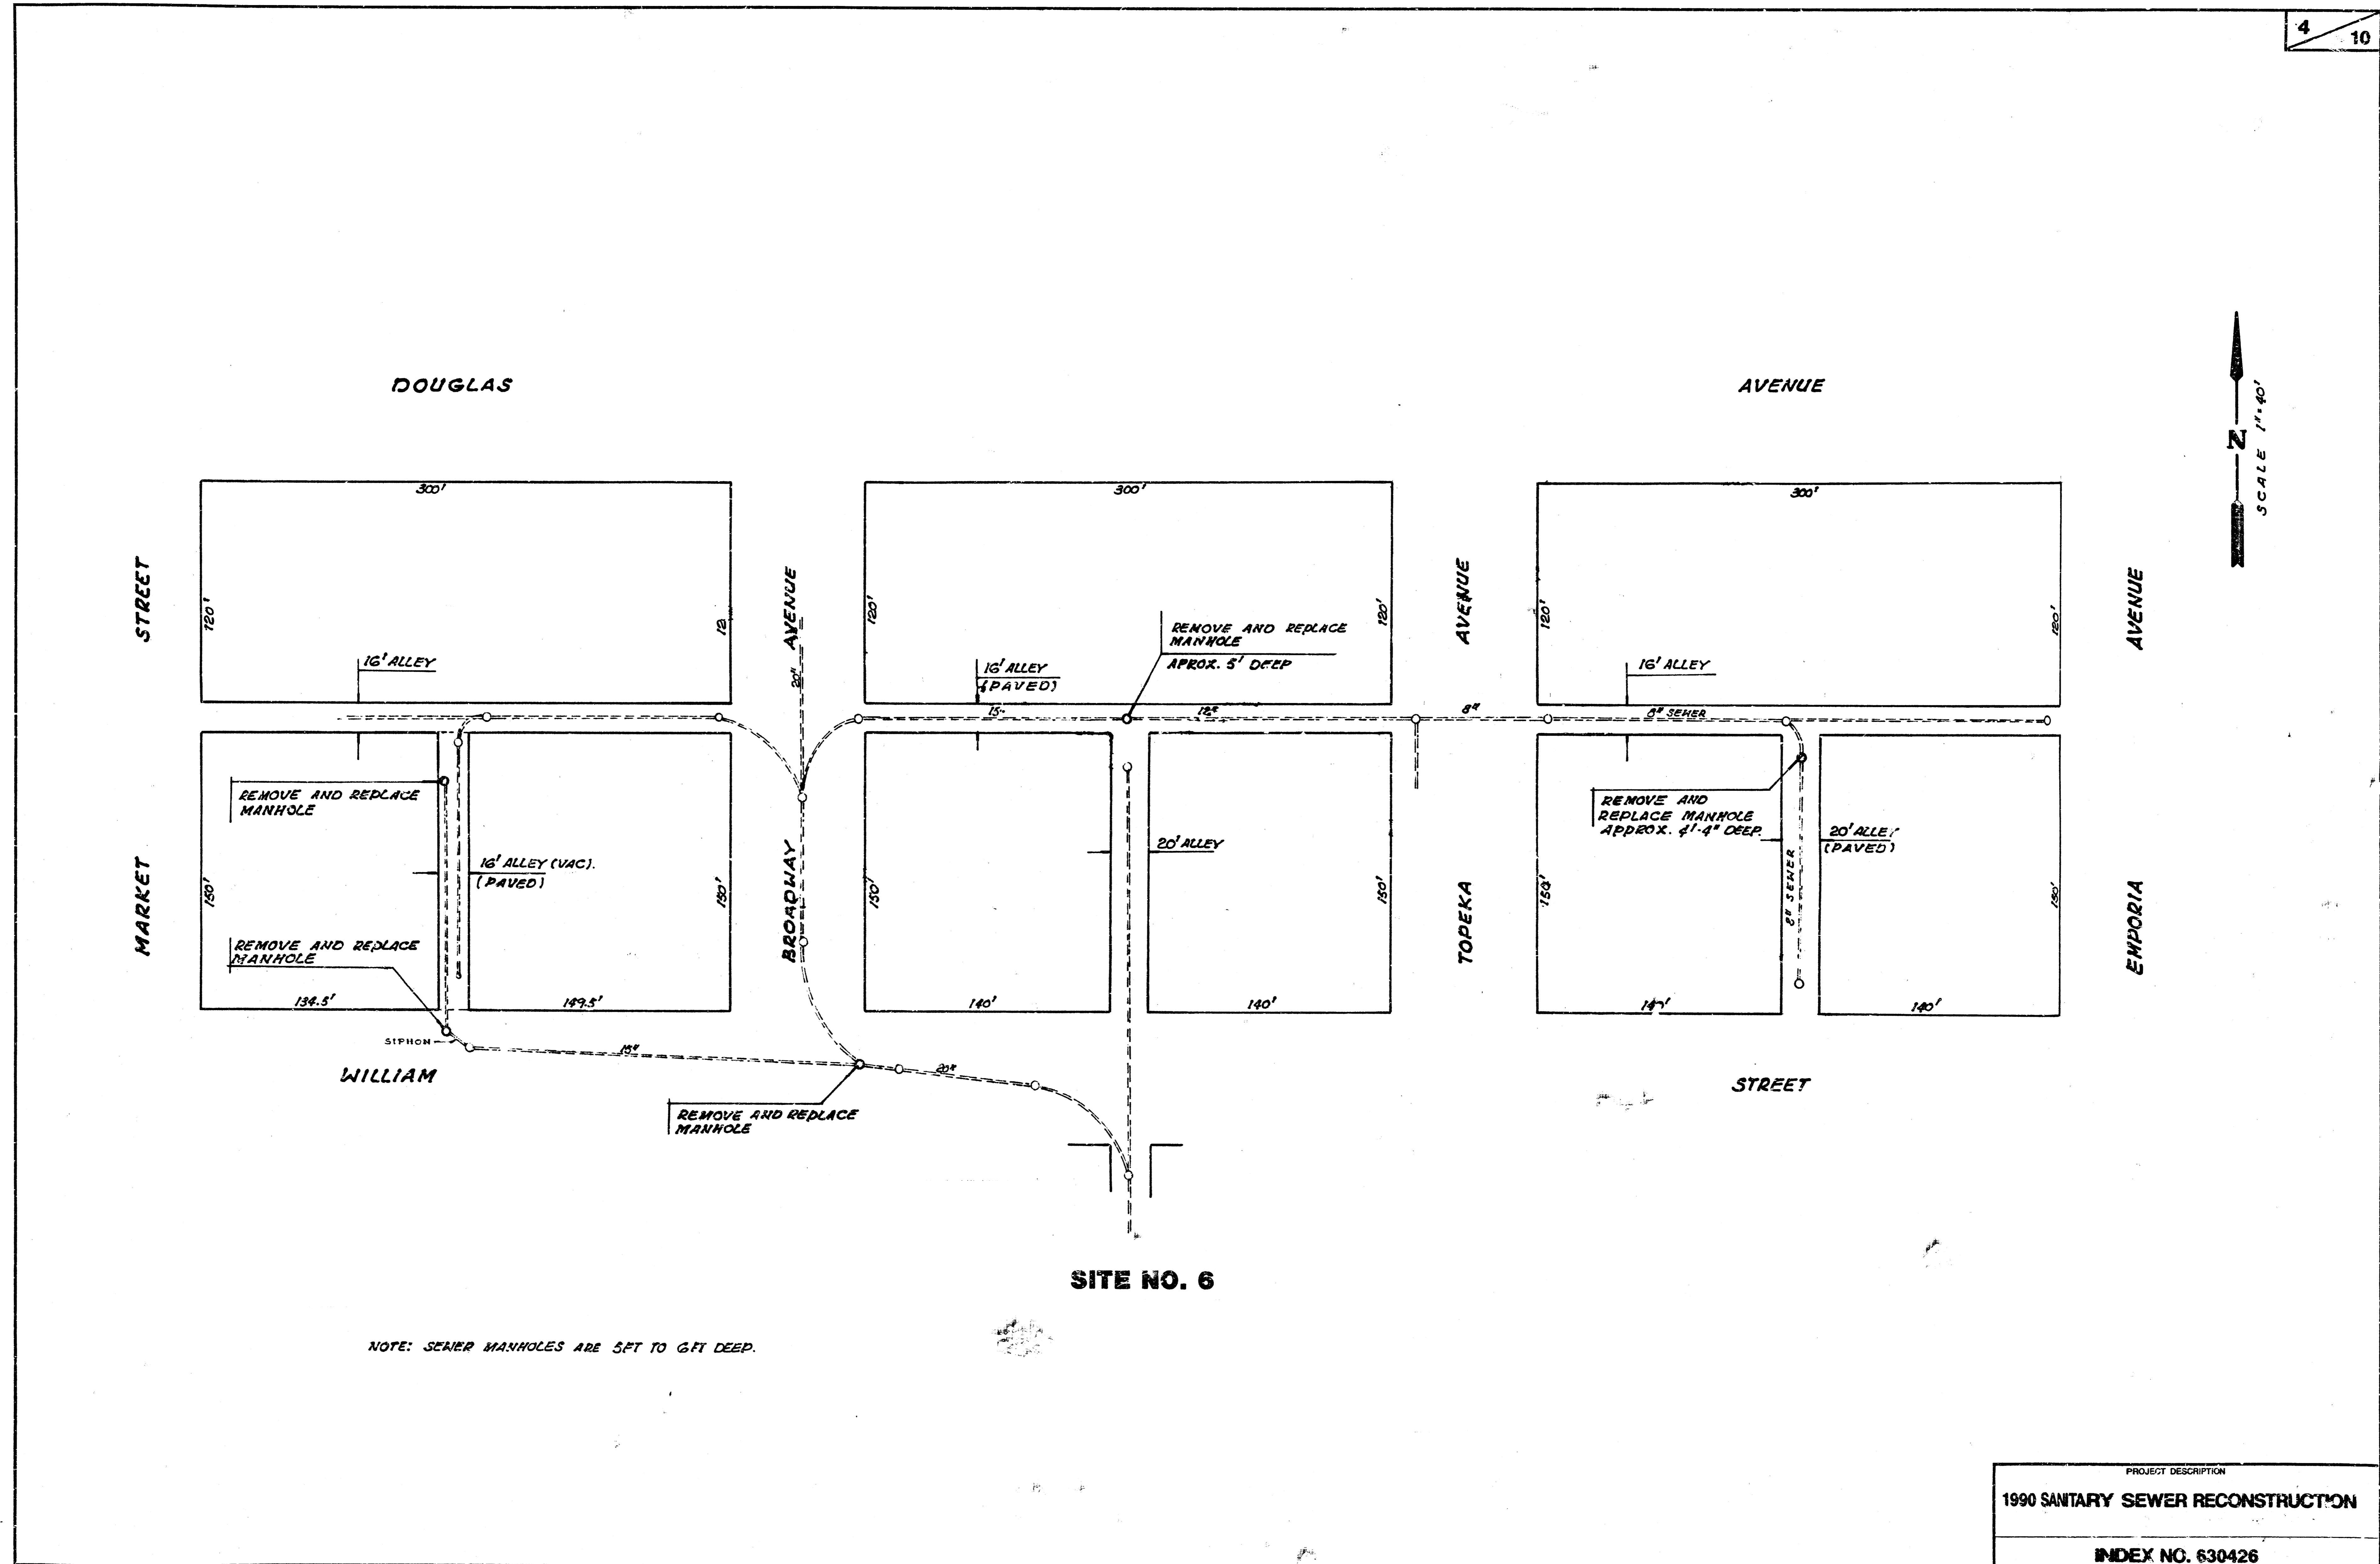 4
10
DOUGLAS
AVENUE
N
SCALE 1"=40'
300'
300'
300'
STREET
120'
12
20" AVENUE
120'
120'
AVENUE
120'
120'
AVENUE
REMOVE AND REPLACE
MANHOLE
APROX. 5' DEEP
16' ALLEY
16' ALLEY
(PAVED)
16' ALLEY
15"
12"
8"
8" SEWER
REMOVE AND REPLACE
MANHOLE
REMOVE AND
REPLACE MANHOLE
APPROX. 4'-4" DEEP.
20' ALLEY
(PAVED)
16' ALLEY (VAC).
(PAVED)
20' ALLEY
MARKET
150'
150'
BROADWAY
150'
150'
TOPEKA
150'
8" SEWER
150'
EMPORIA
REMOVE AND REPLACE
MANHOLE
134.5'
149.5'
140'
140'
140'
140'
SIPHON
15"
20"
WILLIAM
STREET
REMOVE AND REPLACE
MANHOLE
SITE NO. 6
NOTE: SEWER MANHOLES ARE 5FT TO 6FT DEEP.
PROJECT DESCRIPTION
1990 SANITARY SEWER RECONSTRUCTION
INDEX NO. 630426